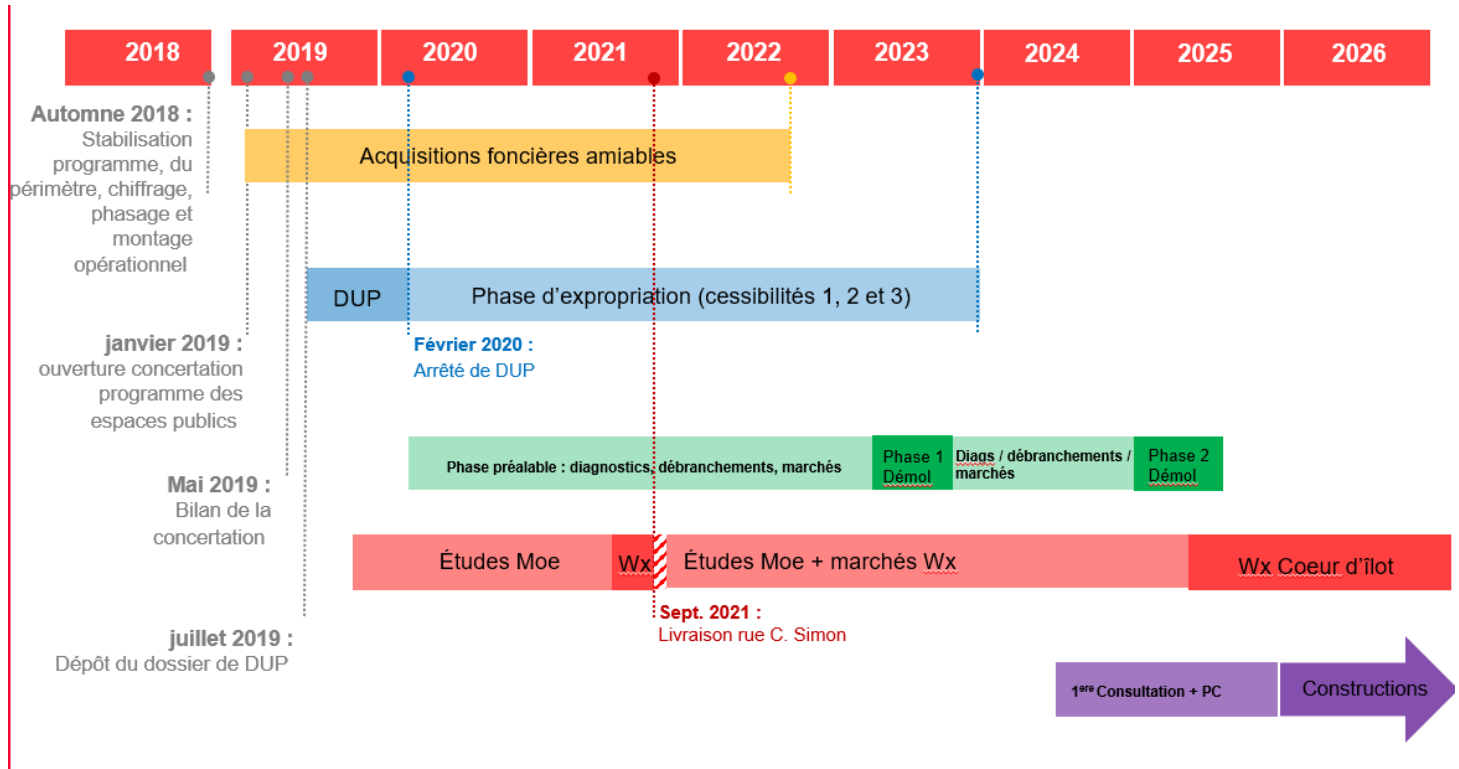 2018 2019 2020 2021 2022 2023 2024 2025 2026
Automne 2018 :
Stabilisation
programme, du
périmètre, chiffrage,
phasage et
montage
opérationnel
Acquisitions foncières amiables
DUP
Phase d’expropriation (cessibilités 1, 2 et 3)
janvier 2019 :
ouverture concertation
programme des
espaces publics
Février 2020 :
Arrêté de DUP
Phase préalable : diagnostics, débranchements, marchés
Phase 1
Démol
Diags / débranchements /
marchés
Phase 2
Démol
Mai 2019 :
Bilan de la
concertation
Études Moe
Wx
Études Moe + marchés Wx
Wx Coeur d’îlot
Sept. 2021 :
Livraison rue C. Simon
juillet 2019 :
Dépôt du dossier de DUP
1ere Consultation + PC
Constructions